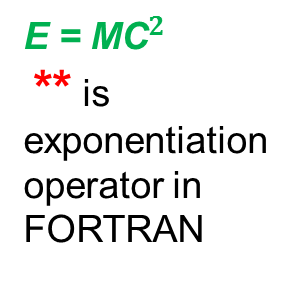 E = MC²
** is
exponentiation
operator in
FORTRAN